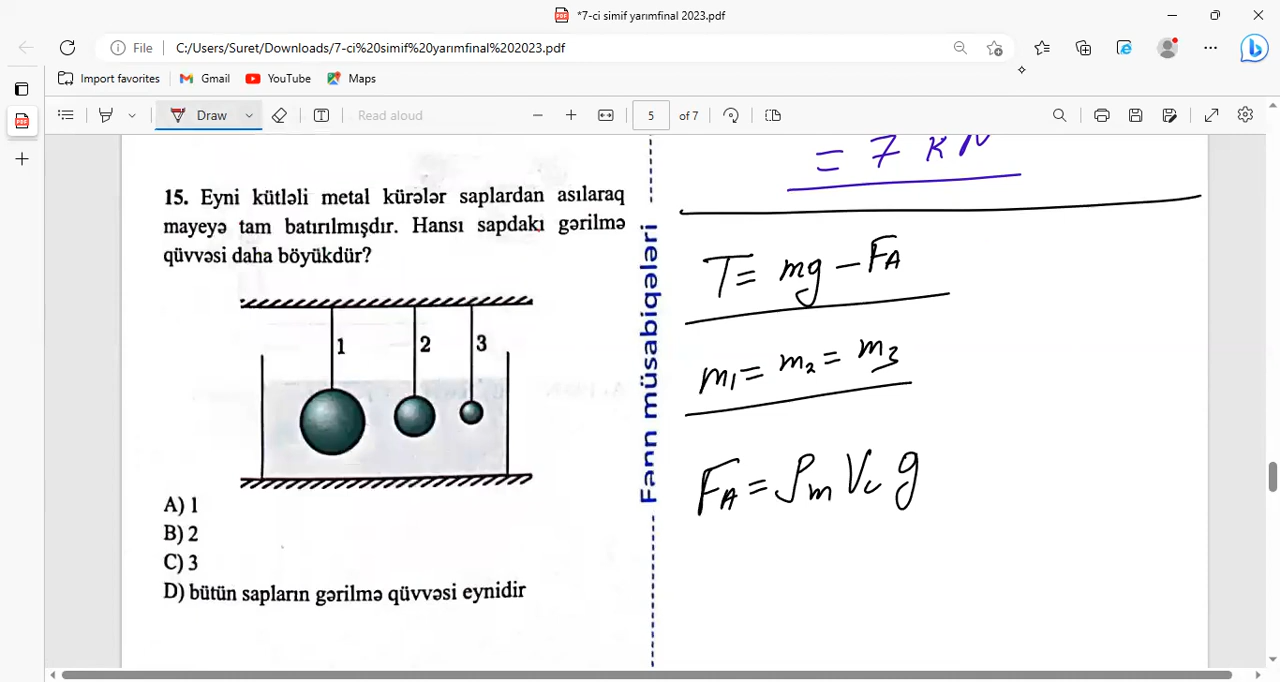 *7-ci simif yarımfinal 2023.pdf
File
C:/Users/Suret/Downloads/7-ci%20simif%20yarımfinal%202023.pdf
Import favorites
Gmail
YouTube
Maps
Draw
Read aloud
5
of 7
= 7 KN
15. Eyni kütləli metal kürələr saplardan asılaraq
mayeyə tam batırılmışdır. Hansı sapdakı gərilmə
qüvvəsi daha böyükdür?
1
2
3
A) 1
B) 2
C) 3
D) bütün sapların gərilmə qüvvəsi eynidir
Fənn müsabiqələri
T = mg – FA
m1 = m2 = m3
FA = ρm Vc g